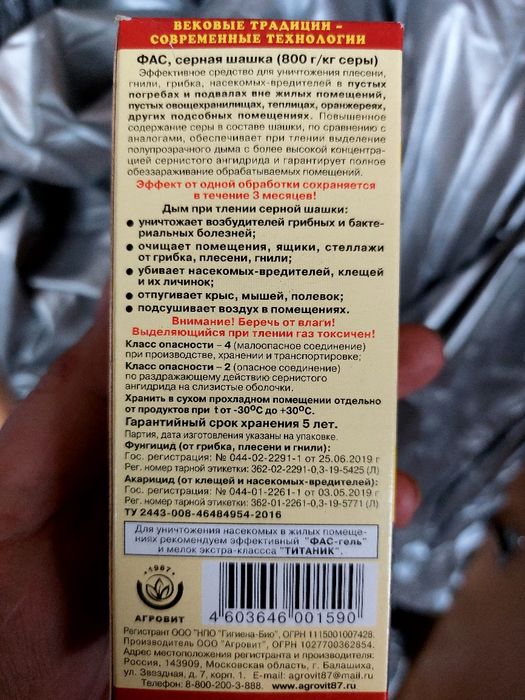 ВЕКОВЫЕ ТРАДИЦИИ –
СОВРЕМЕННЫЕ ТЕХНОЛОГИИ
ФАС, серная шашка (800 г/кг серы)
Эффективное средство для уничтожения плесени,
гнили, грибка, насекомых-вредителей в пустых
погребах и подвалах вне жилых помещений,
пустых овощехранилищах, теплицах, оранжереях,
других подсобных помещениях. Повышенное
содержание серы в составе шашки, по сравнению с
аналогами, обеспечивает при тлении выделение
полупрозрачного дыма с более высокой концентра-
цией сернистого ангидрида и гарантирует полное
обеззараживание обрабатываемых помещений.
Эффект от одной обработки сохраняется
в течение 3 месяцев!
Дым при тлении серной шашки:
● уничтожает возбудителей грибных и бакте-
риальных болезней;
● очищает помещения, ящики, стеллажи
от грибка, плесени, гнили;
● убивает насекомых-вредителей, клещей
и их личинок;
● отпугивает крыс, мышей, полевок;
● подсушивает воздух в помещениях.
Внимание! Беречь от влаги!
Выделяющийся при тлении газ токсичен!
Класс опасности – 4 (малоопасное соединение)
при производстве, хранении и транспортировке;
Класс опасности – 2 (опасное соединение)
по раздражающему действию сернистого
ангидрида на слизистые оболочки.
Хранить в сухом прохладном помещении отдельно
от продуктов при t от -30ºС до +30ºС.
Гарантийный срок хранения 5 лет.
Партия, дата изготовления указаны на упаковке.
Фунгицид (от грибка, плесени и гнили):
Гос. регистрация: № 044-02-2291-1 от 25.06.2019 г
Рег. номер тарной этикетки: 362-02-2291-0,3-19-5425 (Л)
Акарицид (от клещей и насекомых-вредителей):
Гос. регистрация: № 044-01-2261-1 от 03.05.2019 г
Рег. номер тарной этикетки: 362-01-2261-0,3-19-5771 (Л)
ТУ 2443-008-46484954-2016
Для уничтожения насекомых в жилых помеще-
ниях рекомендуем эффективный "ФАС-гель"
и мелок экстра-классса "ТИТАНИК".
•1987•
АГРОВИТ
4 603646 001590
Регистрант ООО "НПО "Гигиена-Био", ОГРН 1115001007428.
Производитель ООО "Агровит", ОГРН 1027700362854.
Адрес местоположения регистранта и производителя:
Россия, 143909, Московская область, г. Балашиха,
ул. Звездная, д. 7, корп. 1. E-mail: agrovit87@mail.ru
Телефон: 8-800-200-3-888. www.agrovit87.ru